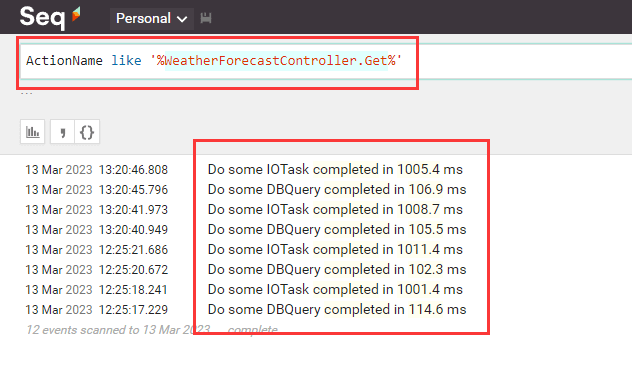 Seq Personal
ActionName like '%WeatherForecastController.Get%'
...
, {}
13 Mar 2023 13:20:46.808 Do some IOTask completed in 1005.4 ms
13 Mar 2023 13:20:45.796 Do some DBQuery completed in 106.9 ms
13 Mar 2023 13:20:41.973 Do some IOTask completed in 1008.7 ms
13 Mar 2023 13:20:40.949 Do some DBQuery completed in 105.5 ms
13 Mar 2023 12:25:21.686 Do some IOTask completed in 1011.4 ms
13 Mar 2023 12:25:20.672 Do some DBQuery completed in 102.3 ms
13 Mar 2023 12:25:18.241 Do some IOTask completed in 1001.4 ms
13 Mar 2023 12:25:17.229 Do some DBQuery completed in 114.6 ms
12 events scanned to 13 Mar 2023 complete